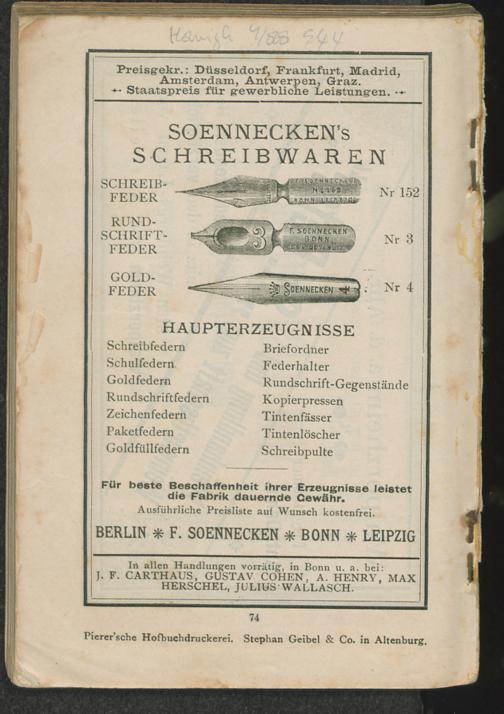 Preisgekr.: Düsseldorf, Frankfurt, Madrid,
Amsterdam, Antwerpen, Graz.
Staatspreis für gewerbliche Leistungen.
SOENNECKEN's
SCHREIBWAREN
SCHREIB-
FEDER
Nr 152
RUND-
SCHRIFT-
FEDER
F. SOENNECKEN
BONN
Nr 3
GOLD-
FEDER
SOENNECKEN 4
Nr 4
HAUPTERZEUGNISSE
Schreibfedern
Schulfedern
Goldfedern
Rundschriftfedern
Zeichenfedern
Paketfedern
Goldfüllfedern
Briefordner
Federhalter
Rundschrift-Gegenstände
Kopierpressen
Tintenfässer
Tintenlöscher
Schreibpulte
Für beste Beschaffenheit ihrer Erzeugnisse leistet
die Fabrik dauernde Gewähr.
Ausführliche Preisliste auf Wunsch kostenfrei.
BERLIN * F. SOENNECKEN * BONN * LEIPZIG
In allen Handlungen vorrätig, in Bonn u. a. bei:
J. F. CARTHAUS, GUSTAV COHEN, A. HENRY, MAX
HERSCHEL, JULIUS WALLASCH.
74
Pierer'sche Hofbuchdruckerei. Stephan Geibel & Co. in Altenburg.